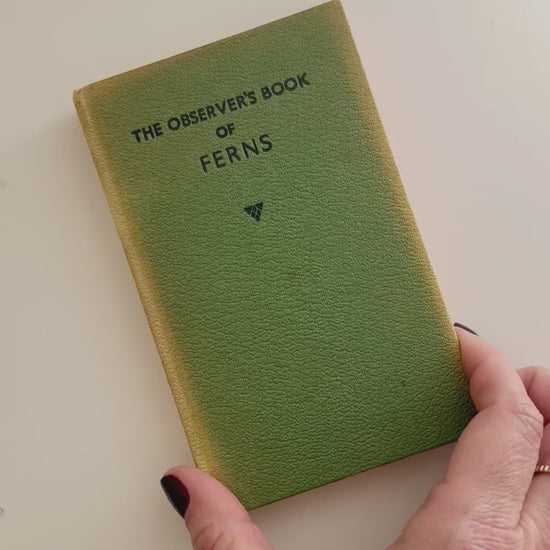 THE OBSERVER'S BOOK
OF
FERNS